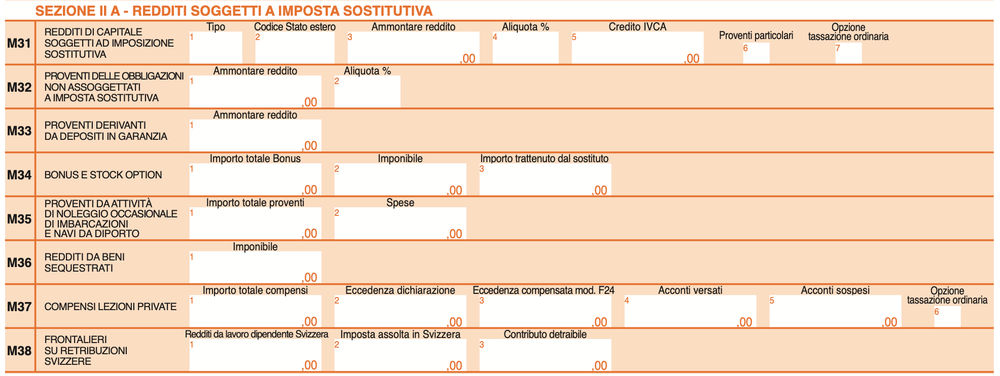 SEZIONE II A - REDDITI SOGGETTI A IMPOSTA SOSTITUTIVA
M31
REDDITI DI CAPITALE
SOGGETTI AD IMPOSIZIONE
SOSTITUTIVA
Tipo
1
Codice Stato estero
2
Ammontare reddito
3
,00
Aliquota %
4
Credito IVCA
5
,00
Proventi particolari
6
Opzione
tassazione ordinaria
7
M32
PROVENTI DELLE OBBLIGAZIONI
NON ASSOGGETTATI
A IMPOSTA SOSTITUTIVA
Ammontare reddito
1
,00
Aliquota %
2
M33
PROVENTI DERIVANTI
DA DEPOSITI IN GARANZIA
Ammontare reddito
1
,00
M34
BONUS E STOCK OPTION
Importo totale Bonus
1
,00
Imponibile
2
,00
Importo trattenuto dal sostituto
3
,00
M35
PROVENTI DA ATTIVITÀ
DI NOLEGGIO OCCASIONALE
DI IMBARCAZIONI
E NAVI DA DIPORTO
Importo totale proventi
1
,00
Spese
2
,00
M36
REDDITI DA BENI
SEQUESTRATI
Imponibile
1
,00
M37
COMPENSI LEZIONI PRIVATE
Importo totale compensi
1
,00
Eccedenza dichiarazione
2
,00
Eccedenza compensata mod. F24
3
,00
Acconti versati
4
,00
Acconti sospesi
5
,00
Opzione
tassazione ordinaria
6
M38
FRONTALIERI
SU RETRIBUZIONI
SVIZZERE
Redditi da lavoro dipendente Svizzera
1
,00
Imposta assolta in Svizzera
2
,00
Contributo detraibile
3
,00